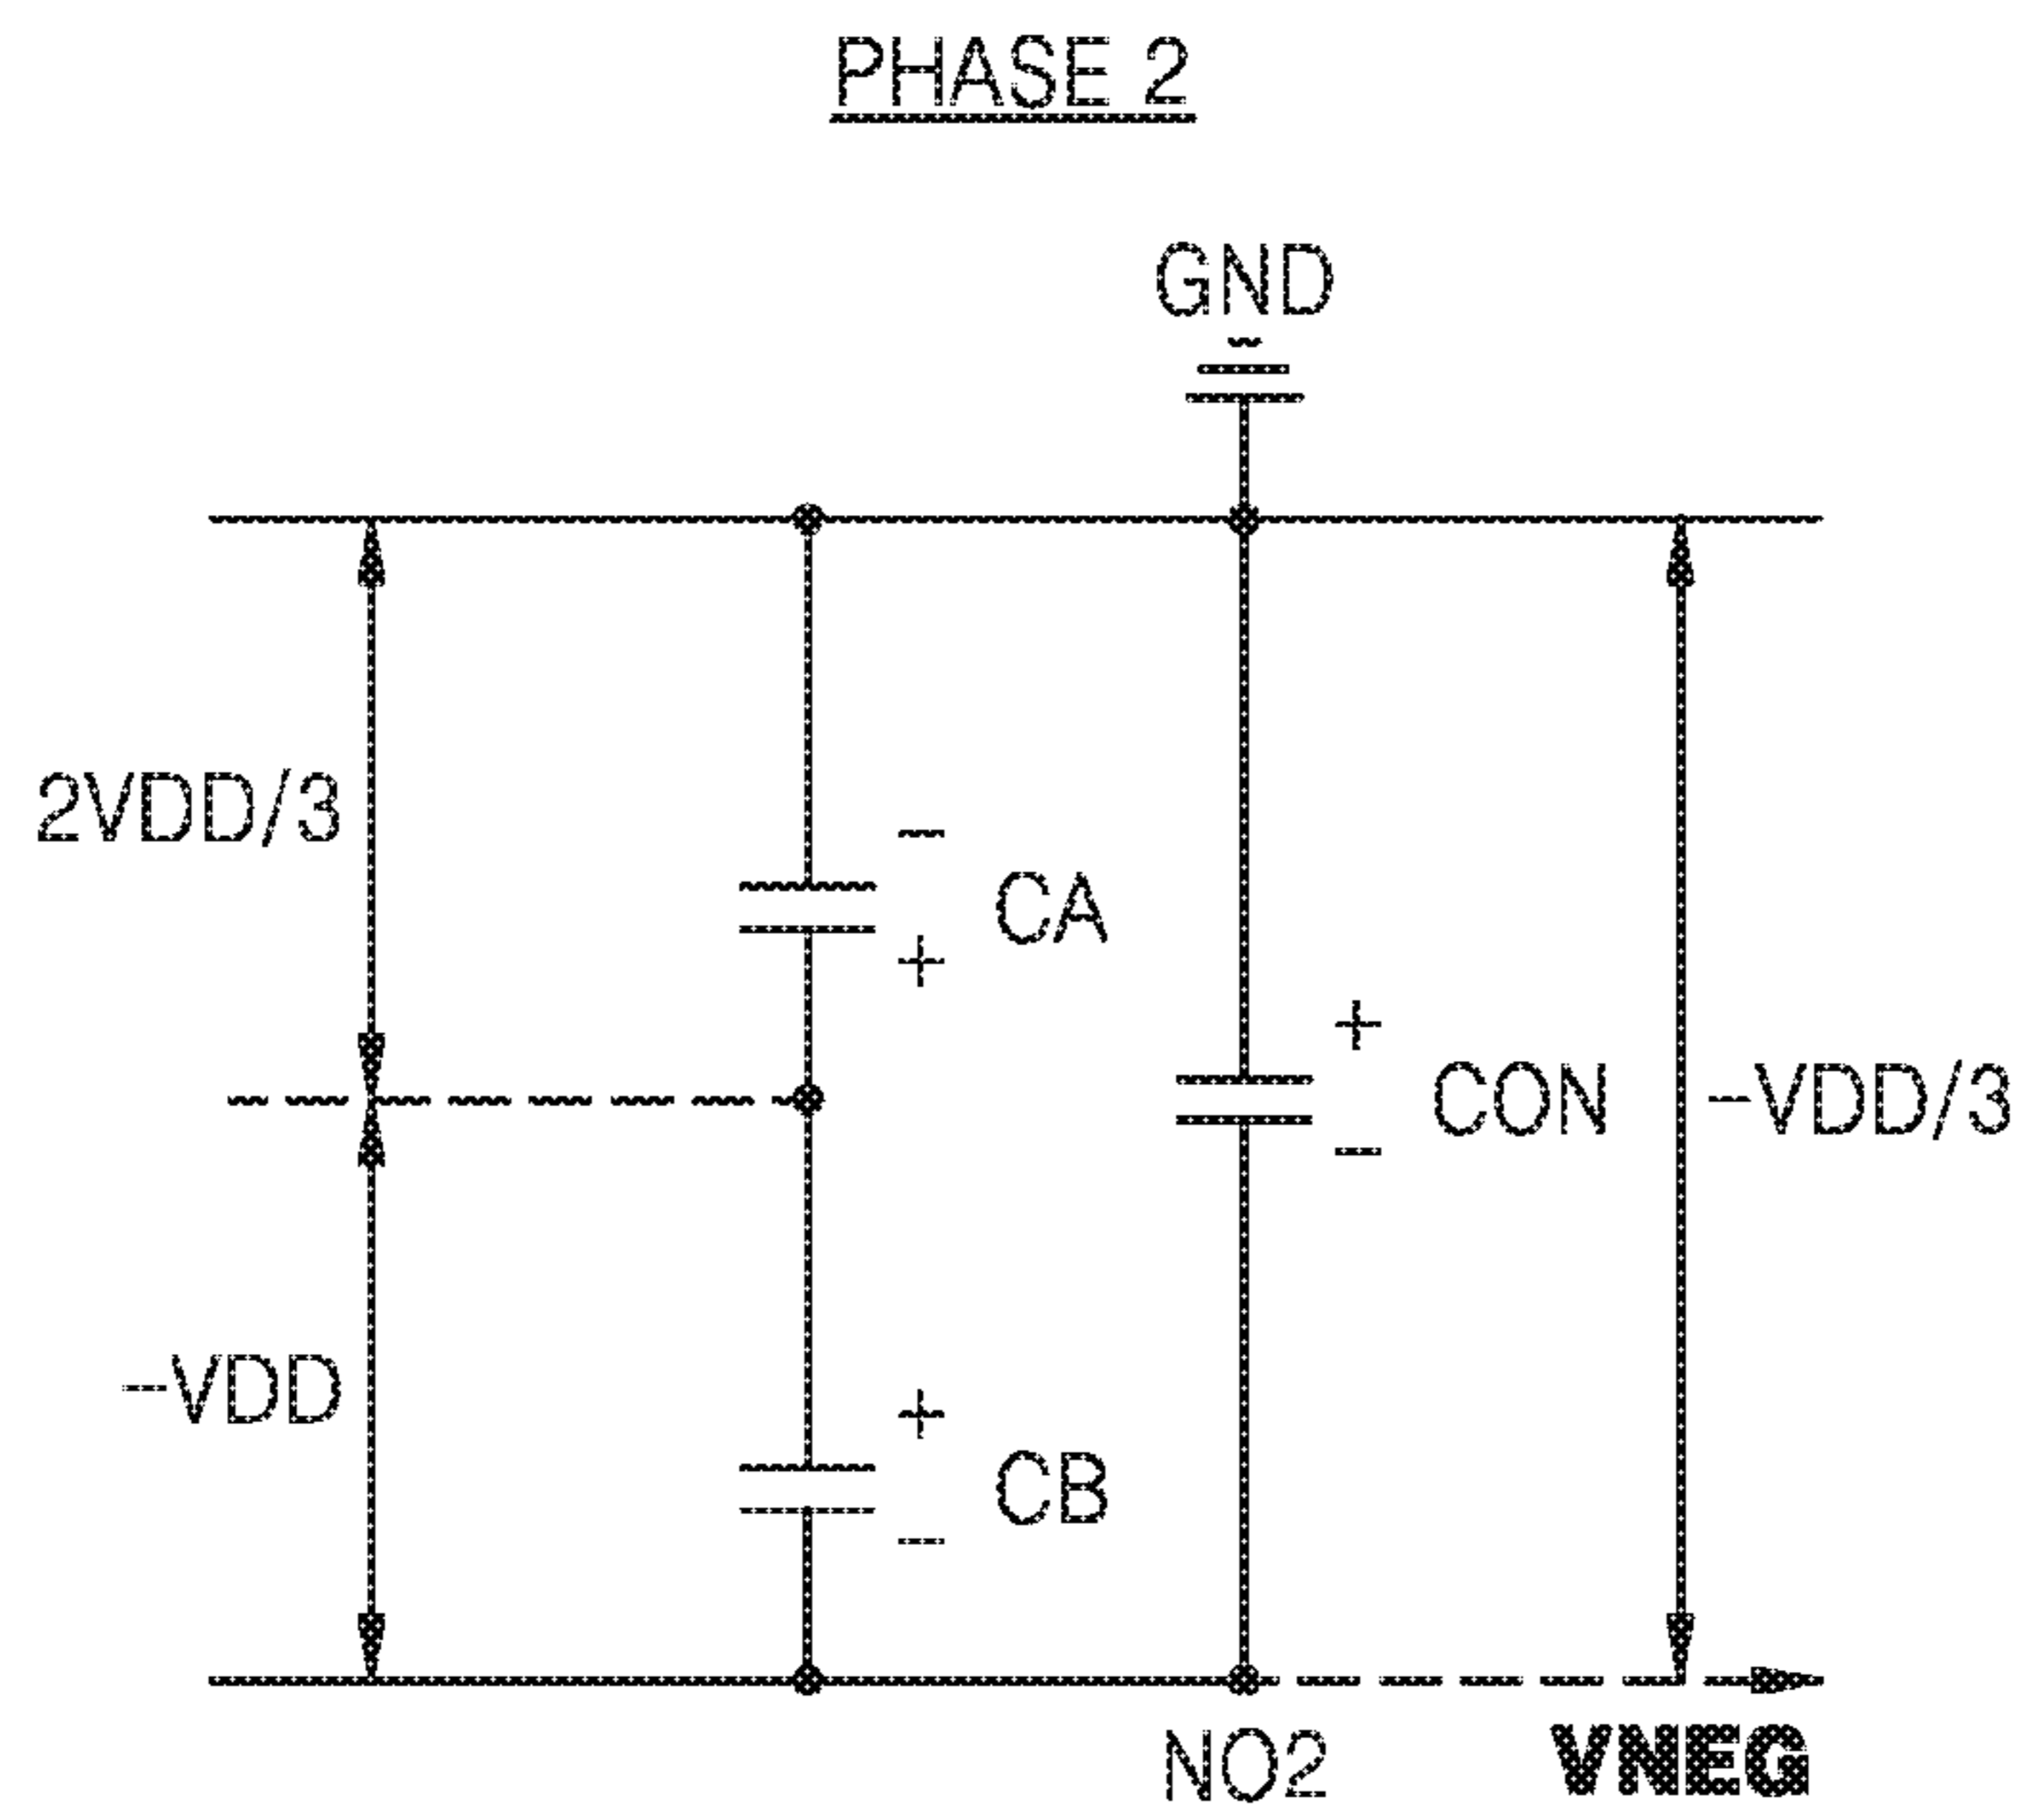 PHASE 2
GND
2VDD/3
−
CA
+
+
CON
−VDD/3
−
−VDD
+
CB
−
NO2
VNEG